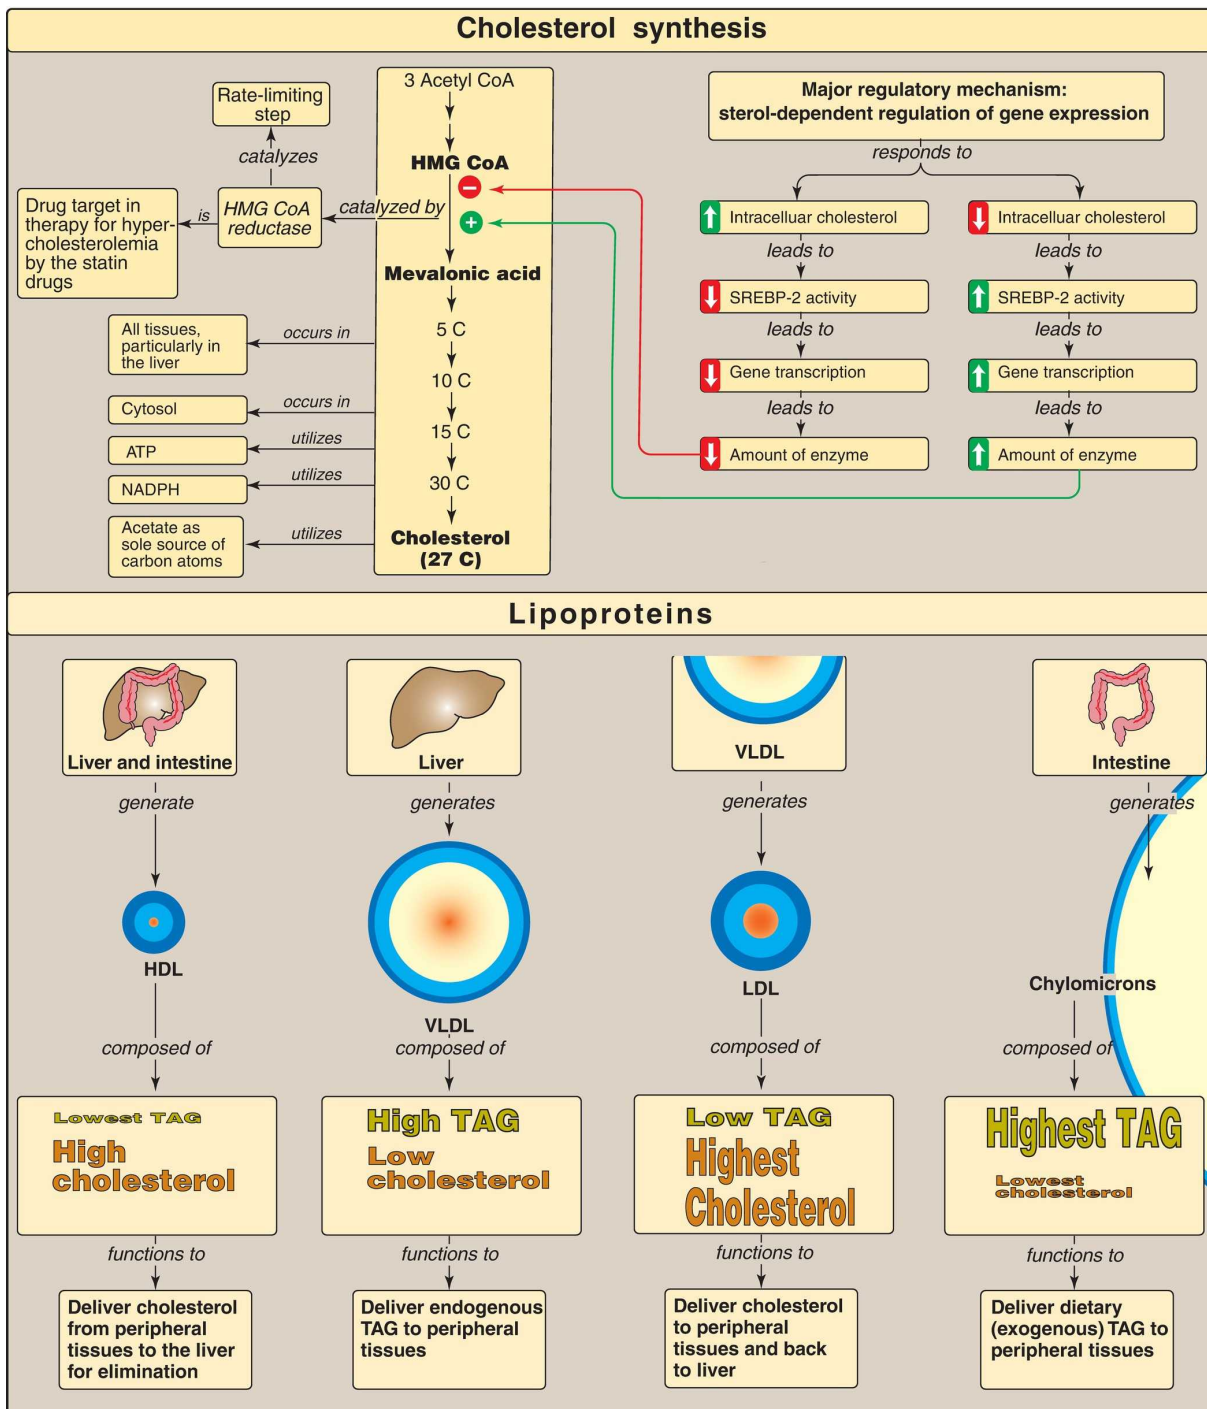 Cholesterol synthesis
3 Acetyl CoA
Rate-limiting
step
catalyzes
HMG CoA
Drug target in
therapy for hyper-
cholesterolemia
by the statin
drugs
is
HMG CoA
reductase
catalyzed by
−
+
Mevalonic acid
5 C
10 C
15 C
30 C
Cholesterol
(27 C)
All tissues,
particularly in
the liver
occurs in
Cytosol
occurs in
ATP
utilizes
NADPH
utilizes
Acetate as
sole source of
carbon atoms
utilizes
Major regulatory mechanism:
sterol-dependent regulation of gene expression
responds to
Intracelluar cholesterol
leads to
SREBP-2 activity
leads to
Gene transcription
leads to
Amount of enzyme
Intracelluar cholesterol
leads to
SREBP-2 activity
leads to
Gene transcription
leads to
Amount of enzyme
Lipoproteins
Liver and intestine
generate
HDL
composed of
Lowest TAG
High
cholesterol
functions to
Deliver cholesterol
from peripheral
tissues to the liver
for elimination
Liver
generates
VLDL
composed of
High TAG
Low
cholesterol
functions to
Deliver endogenous
TAG to peripheral
tissues
VLDL
generates
LDL
composed of
Low TAG
Highest
Cholesterol
functions to
Deliver cholesterol
to peripheral
tissues and back
to liver
Intestine
generates
Chylomicrons
composed of
Highest TAG
Lowest
cholesterol
functions to
Deliver dietary
(exogenous) TAG to
peripheral tissues